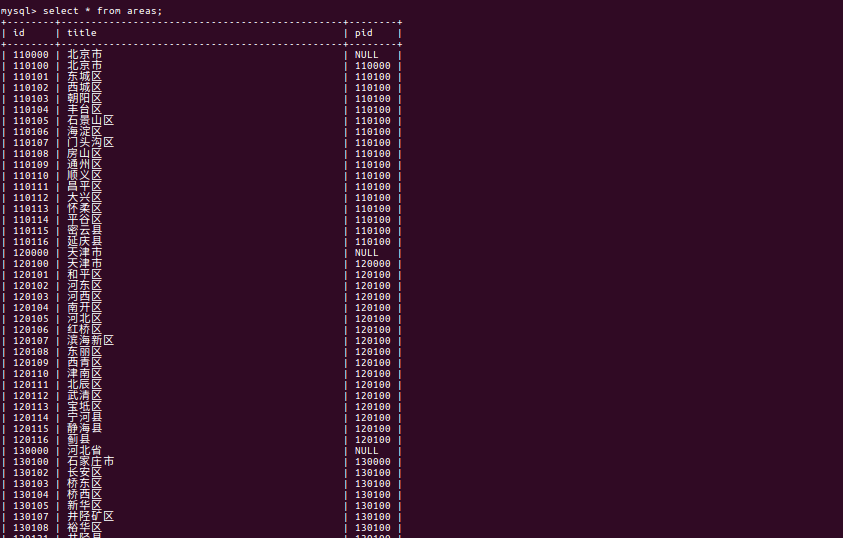 mysql> select * from areas;
+--------+-----------------------------------------------+--------+
| id | title | pid |
+--------+-----------------------------------------------+--------+
| 110000 | 北京市 | NULL |
| 110100 | 北京市 | 110000 |
| 110101 | 东城区 | 110100 |
| 110102 | 西城区 | 110100 |
| 110103 | 朝阳区 | 110100 |
| 110104 | 丰台区 | 110100 |
| 110105 | 石景山区 | 110100 |
| 110106 | 海淀区 | 110100 |
| 110107 | 门头沟区 | 110100 |
| 110108 | 房山区 | 110100 |
| 110109 | 通州区 | 110100 |
| 110110 | 顺义区 | 110100 |
| 110111 | 昌平区 | 110100 |
| 110112 | 大兴区 | 110100 |
| 110113 | 怀柔区 | 110100 |
| 110114 | 平谷区 | 110100 |
| 110115 | 密云县 | 110100 |
| 110116 | 延庆县 | 110100 |
| 120000 | 天津市 | NULL |
| 120100 | 天津市 | 120000 |
| 120101 | 和平区 | 120100 |
| 120102 | 河东区 | 120100 |
| 120103 | 河西区 | 120100 |
| 120104 | 南开区 | 120100 |
| 120105 | 河北区 | 120100 |
| 120106 | 红桥区 | 120100 |
| 120107 | 滨海新区 | 120100 |
| 120108 | 东丽区 | 120100 |
| 120109 | 西青区 | 120100 |
| 120110 | 津南区 | 120100 |
| 120111 | 北辰区 | 120100 |
| 120112 | 武清区 | 120100 |
| 120113 | 宝坻区 | 120100 |
| 120114 | 宁河县 | 120100 |
| 120115 | 静海县 | 120100 |
| 120116 | 蓟县 | 120100 |
| 130000 | 河北省 | NULL |
| 130100 | 石家庄市 | 130000 |
| 130102 | 长安区 | 130100 |
| 130103 | 桥东区 | 130100 |
| 130104 | 桥西区 | 130100 |
| 130105 | 新华区 | 130100 |
| 130107 | 井陉矿区 | 130100 |
| 130108 | 裕华区 | 130100 |